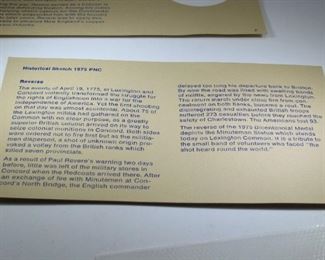 Historical Sketch 1975 PNC
Reverse
The events of April 19, 1775, in Lexington and
Concord violently transformed the struggle for
the rights of Englishmen into a war for the
independence of America. Yet the first shooting
on that day was almost accidental. About 75 of
the Lexington militia had gathered on the
Common with no clear purpose, as a greatly
superior British column arrived on its way to
seize colonial munitions in Concord. Both sides
were ordered not to fire first but as the militia
then dispersion, a shot of unknown origin pro-
voked a volley from the British ranks which
killed seven provincials.
As a result of Paul Revere's warning two days
before, little was left of the military stores in
Concord when the Redcoats arrived there. After
an exchange of fire with Minutemen at Con-
cord's North Bridge, the English commander
delayed too long his departure back to Boston.
By now the road was lined with swelling bands
of militia, angered by the news from Lexington.
The return march under steady fire from con-
cealment on both flanks, became a rout. The
disorganized and exhausted British troops
suffered 273 casualties before they reached the
safety of Charlestown. The Americans lost 95.
The reverse of the 1975 Bicentennial Medal
depicts the Minuteman Statue which stands
today on Lexington Common. It is a tribute to
the small band of volunteers who faced "the
shot heard round the world."